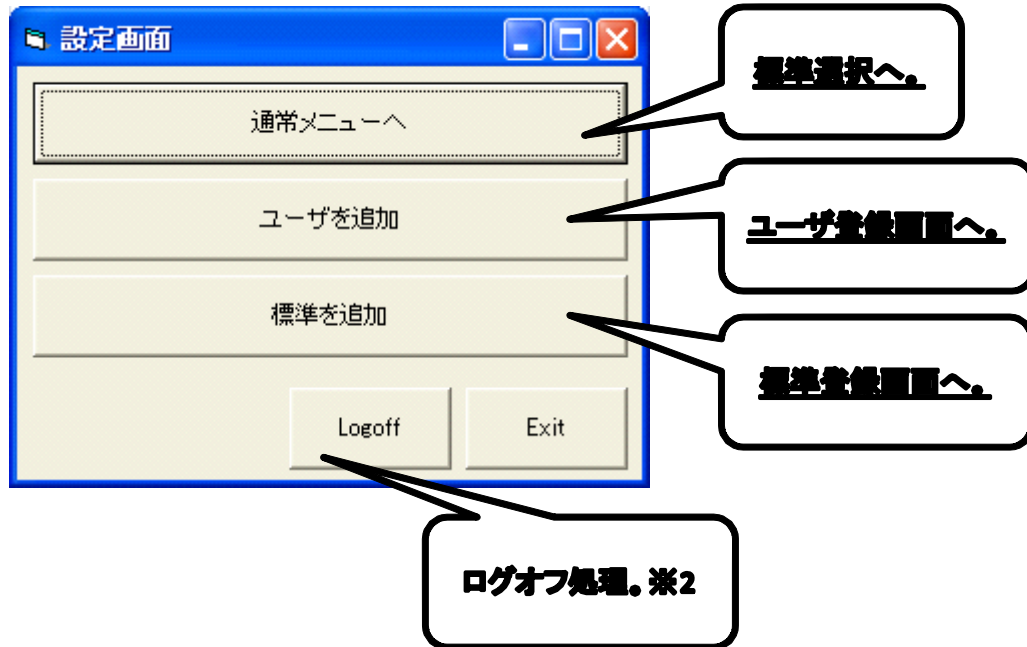 設定画面
通常メニューへ
標準選択へ。
ユーザを追加
ユーザ登録画面へ。
標準を追加
標準登録画面へ。
Logoff
Exit
ログオフ処理。※2